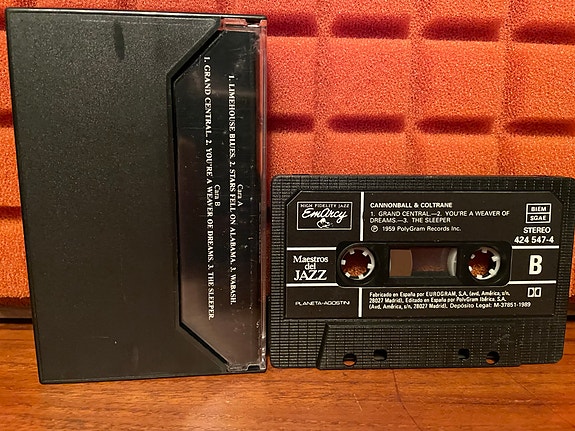 Cara A
1. LIMEHOUSE BLUES. 2. STARS FELL ON ALABAMA. 3. WABASH.
Cara B
1. GRAND CENTRAL. 2. YOU'RE A WEAVER OF DREAMS. 3. THE SLEEPER.
HIGH FIDELITY JAZZ
EmArcy
CANNONBALL & COLTRANE
1. GRAND CENTRAL.—2. YOU'RE A WEAVER OF
DREAMS.—3. THE SLEEPER
Ⓟ 1959 PolyGram Records Inc.
BIEM
SGAE
STEREO
424 547-4
Maestros
del
JAZZ
B
PLANETA-AGOSTINI
Fabricado en España por EUROGRAM, S.A, (avd, América, s/n,
28027 Madrid), Editado en España por PolyGram Ibérica. S.A,
(Avd, América, s/n, 28027 Madrid). Depósito Legal: M-37851-1989